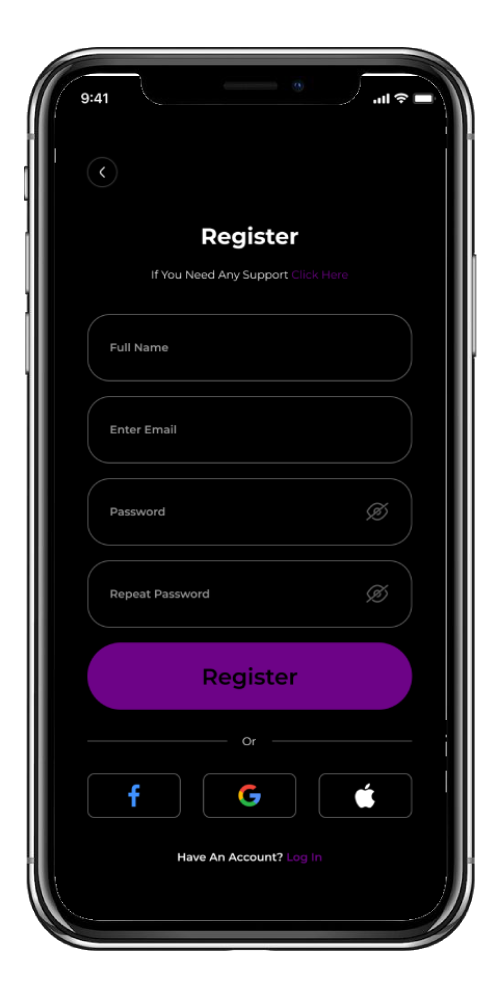 9:41
Register
If You Need Any Support Click Here
Full Name
Enter Email
Password
Repeat Password
Register
Or
Have An Account? Log In